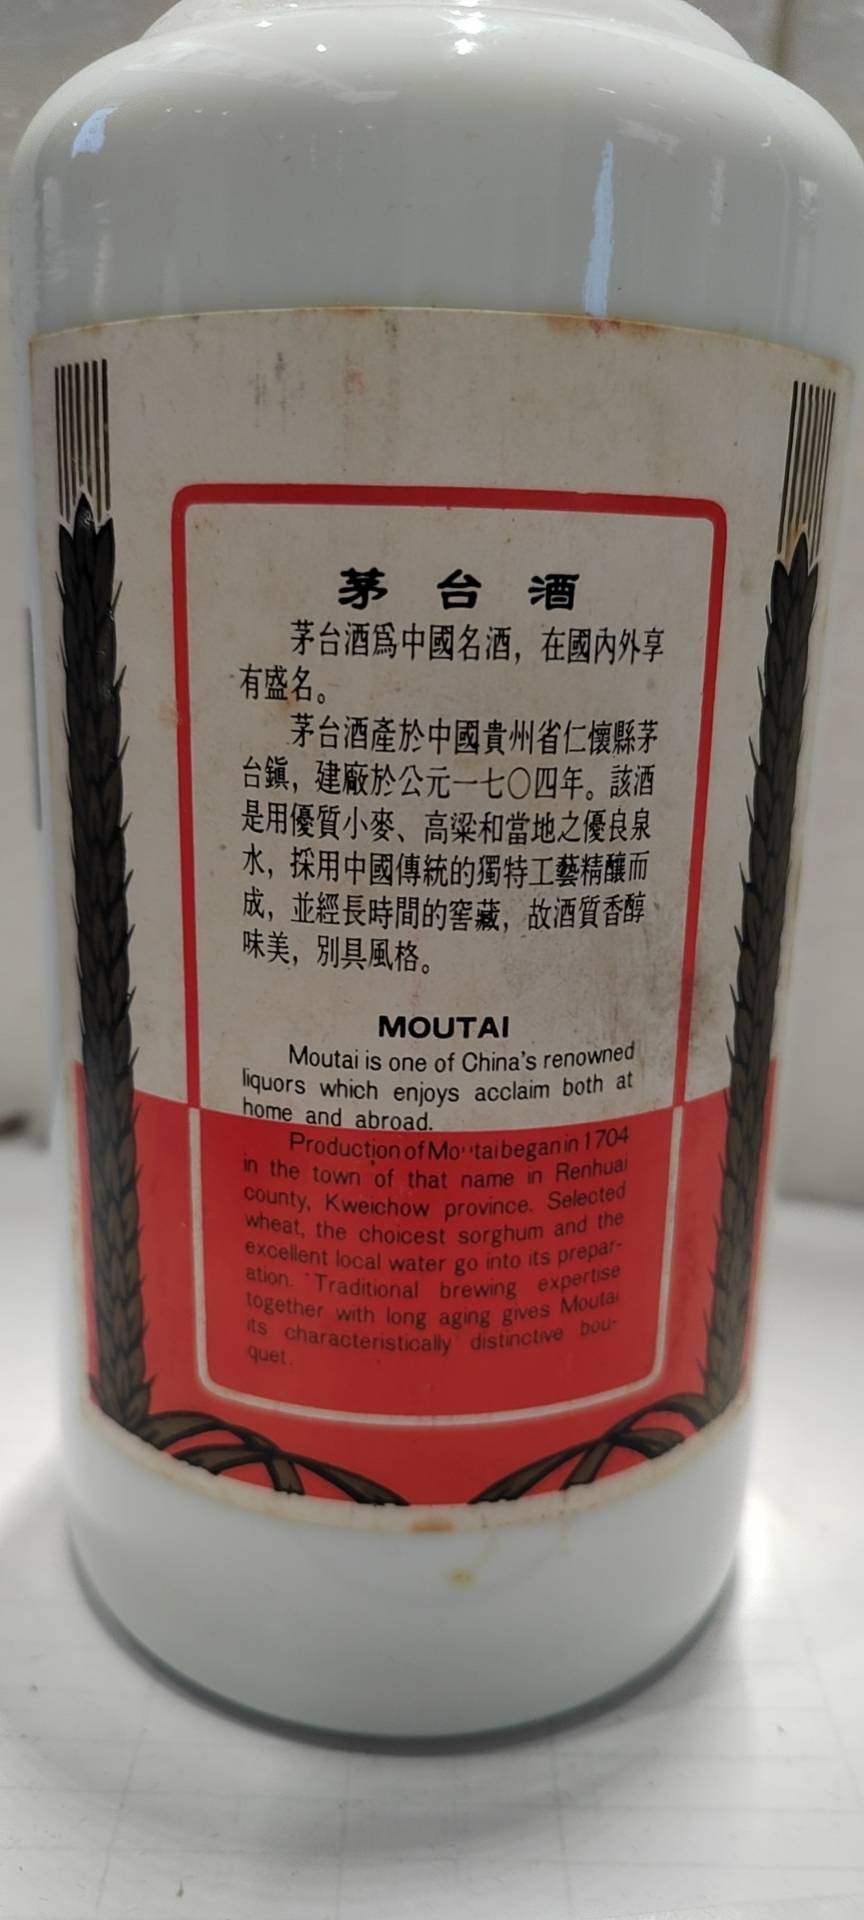 茅台酒
茅台酒爲中國名酒，在國內外享
有盛名。
茅台酒產於中國貴州省仁懷縣茅
台鎭，建廠於公元一七〇四年。該酒
是用優質小麥、高粱和當地之優良泉
水，採用中國傳統的獨特工藝精釀而
成，並經長時間的窖藏，故酒質香醇
味美，別具風格。
MOUTAI
Moutai is one of China's renowned
liquors which enjoys acclaim both at
home and abroad.
Production of Moutai began in 1704
in the town of that name in Renhuai
county, Kweichow province. Selected
wheat, the choicest sorghum and the
excellent local water go into its prepar-
ation. Traditional brewing expertise
together with long aging gives Moutai
its characteristically distinctive bou-
quet.